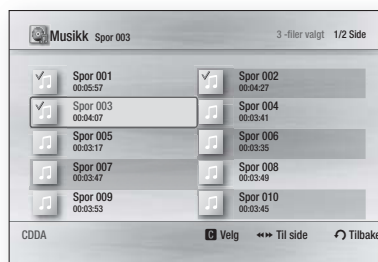 Musikk Spor 003 3 -filer valgt 1/2 Side
Spor 001 Spor 002
00:05:57 00:04:27
Spor 003 Spor 004
00:04:07 00:03:41
Spor 005 Spor 006
00:03:17 00:03:35
Spor 007 Spor 008
00:03:47 00:03:49
Spor 009 Spor 010
00:03:53 00:03:45
CDDA C Velg Til side Tilbake